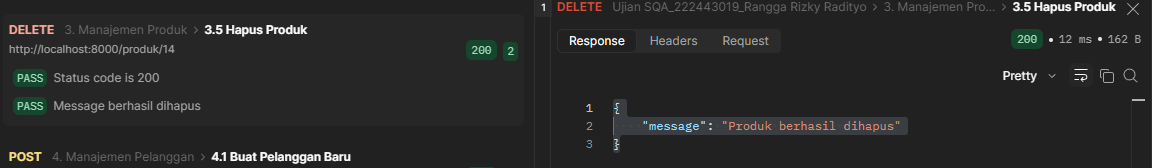 DELETE 3. Manajemen Produk › 3.5 Hapus Produk
http://localhost:8000/produk/14 200 2
PASS Status code is 200
PASS Message berhasil dihapus
POST 4. Manajemen Pelanggan › 4.1 Buat Pelanggan Baru
1 DELETE Ujian SQA_222443019_Rangga Rizky Radityo › 3. Manajemen Pro... › 3.5 Hapus Produk
Response Headers Request 200 • 12 ms • 162 B
Pretty
1 {
2 "message": "Produk berhasil dihapus"
3 }